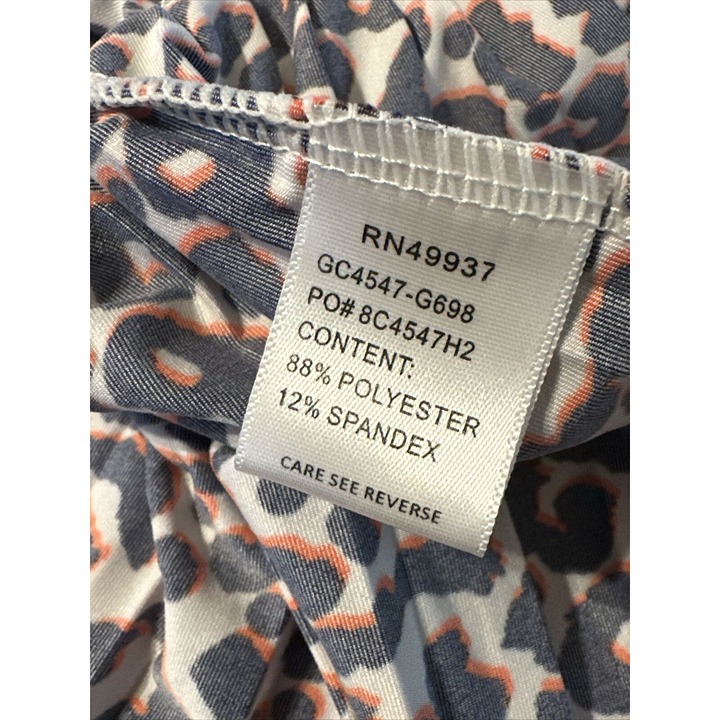 RN49937
GC4547-G698
PO# 8C4547H2
CONTENT:
88% POLYESTER
12% SPANDEX
CARE SEE REVERSE